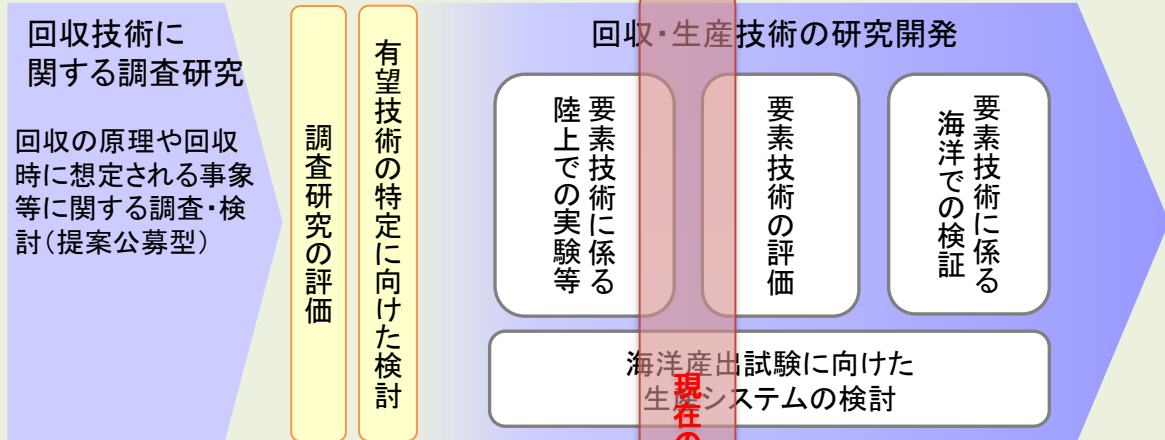 回収技術に
関する調査研究
回収の原理や回収
時に想定される事象
等に関する調査・検
討(提案公募型)
調査研究の評価
有望技術の特定に向けた検討
回収・生産技術の研究開発
要素技術に係る
陸上での実験等
要素技術の評価
要素技術に係る
海洋での検証
海洋産出試験に向けた
生産システムの検討
現在の